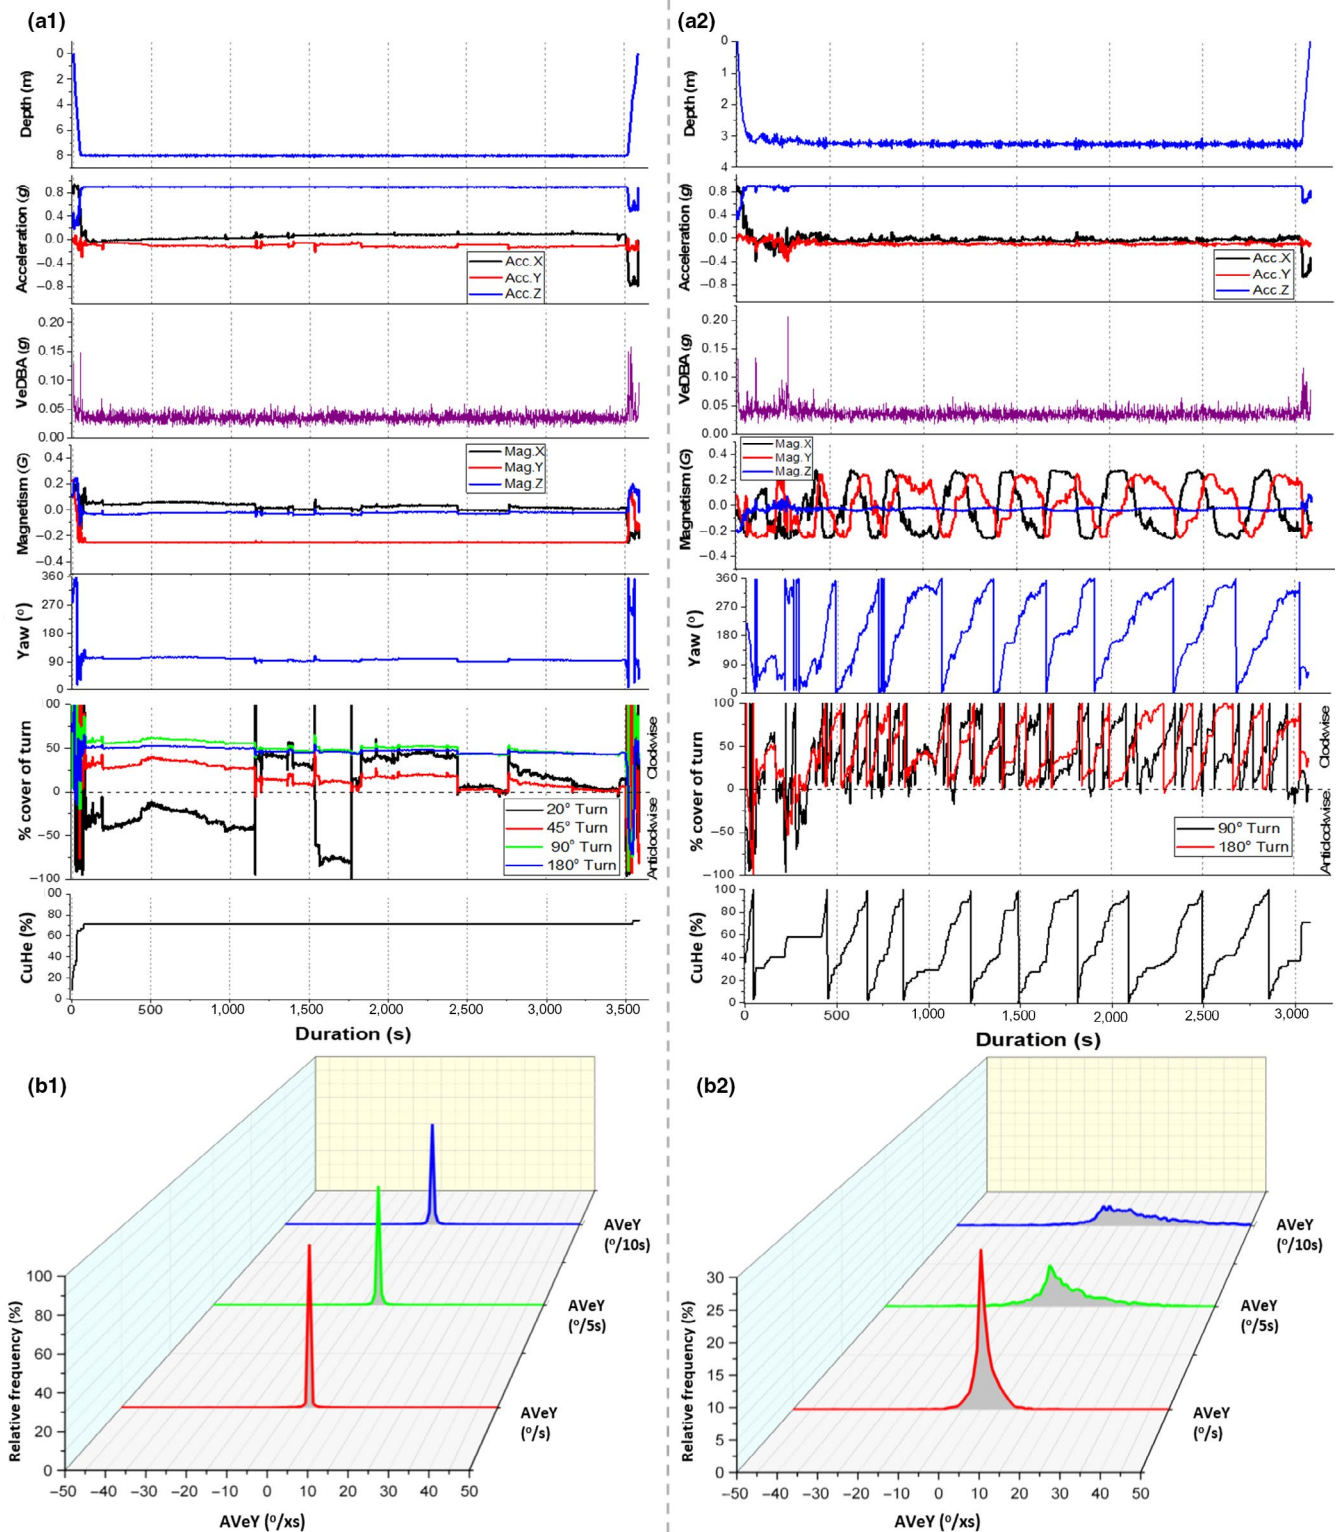 (a1)
Depth (m)
0
2
4
6
8
Acceleration (g)
0.8
0.4
0.0
−0.4
−0.8
Acc.X
Acc.Y
Acc.Z
VeDBA (g)
0.20
0.15
0.10
0.05
0.00
Magnetism (G)
0.4
0.2
0.0
−0.2
−0.4
Mag.X
Mag.Y
Mag.Z
Yaw (°)
360
270
180
90
0
% cover of turn
00
50
0
−50
−100
20° Turn
45° Turn
90° Turn
180° Turn
Clockwise
Anticlockwise
CuHe (%)
00
80
60
40
20
0
0 500 1,000 1,500 2,000 2,500 3,000 3,500
Duration (s)
(a2)
Depth (m)
0
1
2
3
4
Acceleration (g)
0.8
0.4
0.0
−0.4
−0.8
Acc.X
Acc.Y
Acc.Z
VeDBA (g)
0.20
0.15
0.10
0.05
0.00
Magnetism (G)
0.4
0.2
0.0
−0.2
−0.4
Mag.X
Mag.Y
Mag.Z
Yaw (°)
360
270
180
90
0
% cover of turn
100
50
0
−50
−100
90° Turn
180° Turn
Clockwise
Anticlockwise.
CuHe (%)
100
80
60
40
20
0
0 500 1,000 1,500 2,000 2,500 3,000
Duration (s)
(b1)
Relative frequency (%)
100
80
60
40
20
0
−50 −40 −30 −20 −10 0 10 20 30 40 50
AVeY (°/xs)
AVeY
(°/10s)
AVeY
(°/5s)
AVeY
(°/s)
(b2)
Relative frequency (%)
30
25
20
15
10
5
0
−50 −40 −30 −20 −10 0 10 20 30 40 50
AVeY (°/xs)
AVeY
(°/10s)
AVeY
(°/5s)
AVeY
(°/s)